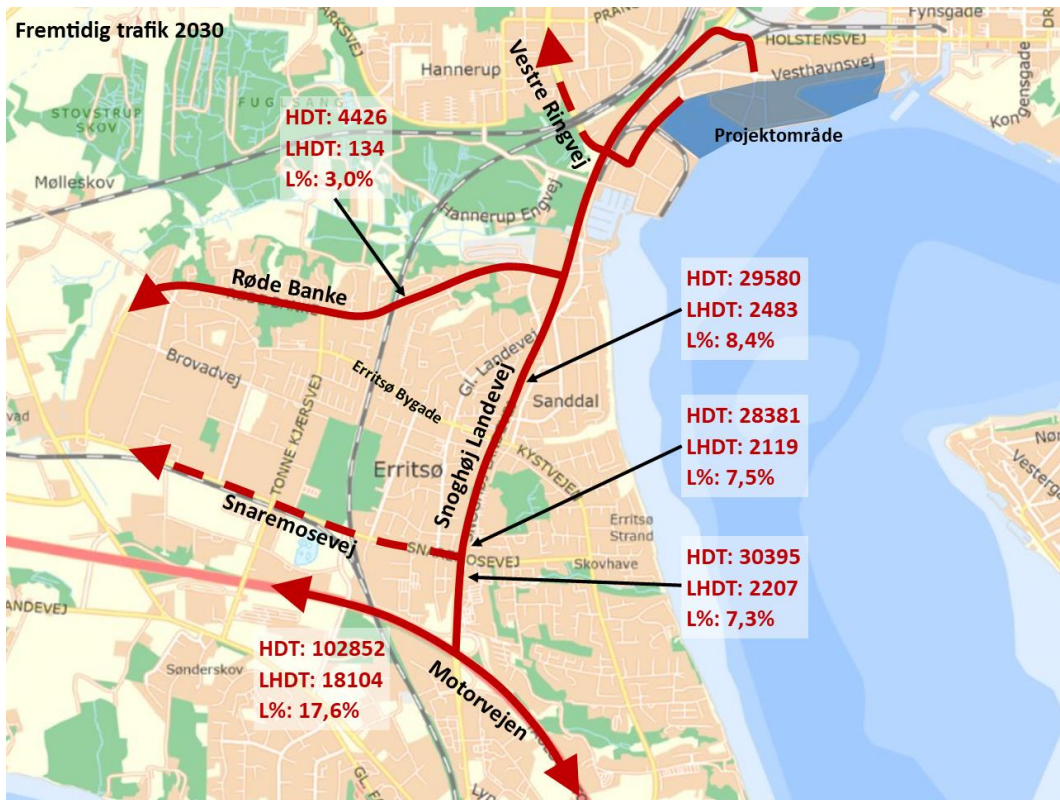 Fremtidig trafik 2030
HOLSTENSVEJ
Fynsgade
Vesthavnsvej
Hannerup
Vestre Ringvej
STOVSTRUP
SKOV
Projektområde
HDT: 4426
LHDT: 134
L%: 3,0%
Mølleskov
Hannerup Engvej
Røde Banke
HDT: 29580
LHDT: 2483
L%: 8,4%
Gl. Landevej
Brovadvej
Erritsø Bygade
Sanddal
HDT: 28381
LHDT: 2119
L%: 7,5%
TONNE KJÆRSVEJ
KYSTVEJEN
Erritsø
Snoghøj Landevej
Snaremosevej
Erritsø
Strand
Skovhave
HDT: 30395
LHDT: 2207
L%: 7,3%
HDT: 102852
LHDT: 18104
L%: 17,6%
Sønderskov
Motorvejen